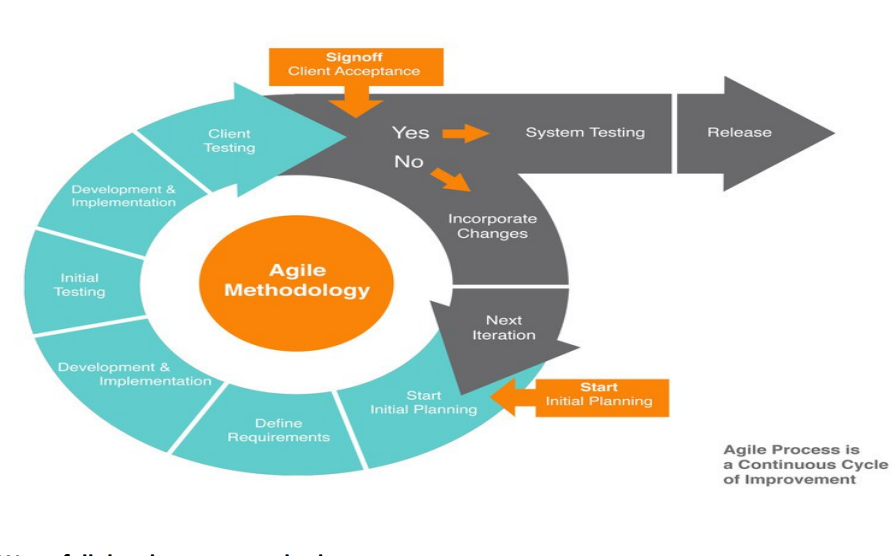 Signoff
Client Acceptance
Client
Testing
Yes
System Testing
Release
No
Development &
Implementation
Incorporate
Changes
Initial
Testing
Agile
Methodology
Next
Iteration
Development &
Implementation
Start
Initial Planning
Start
Initial Planning
Define
Requirements
Agile Process is
a Continuous Cycle
of Improvement